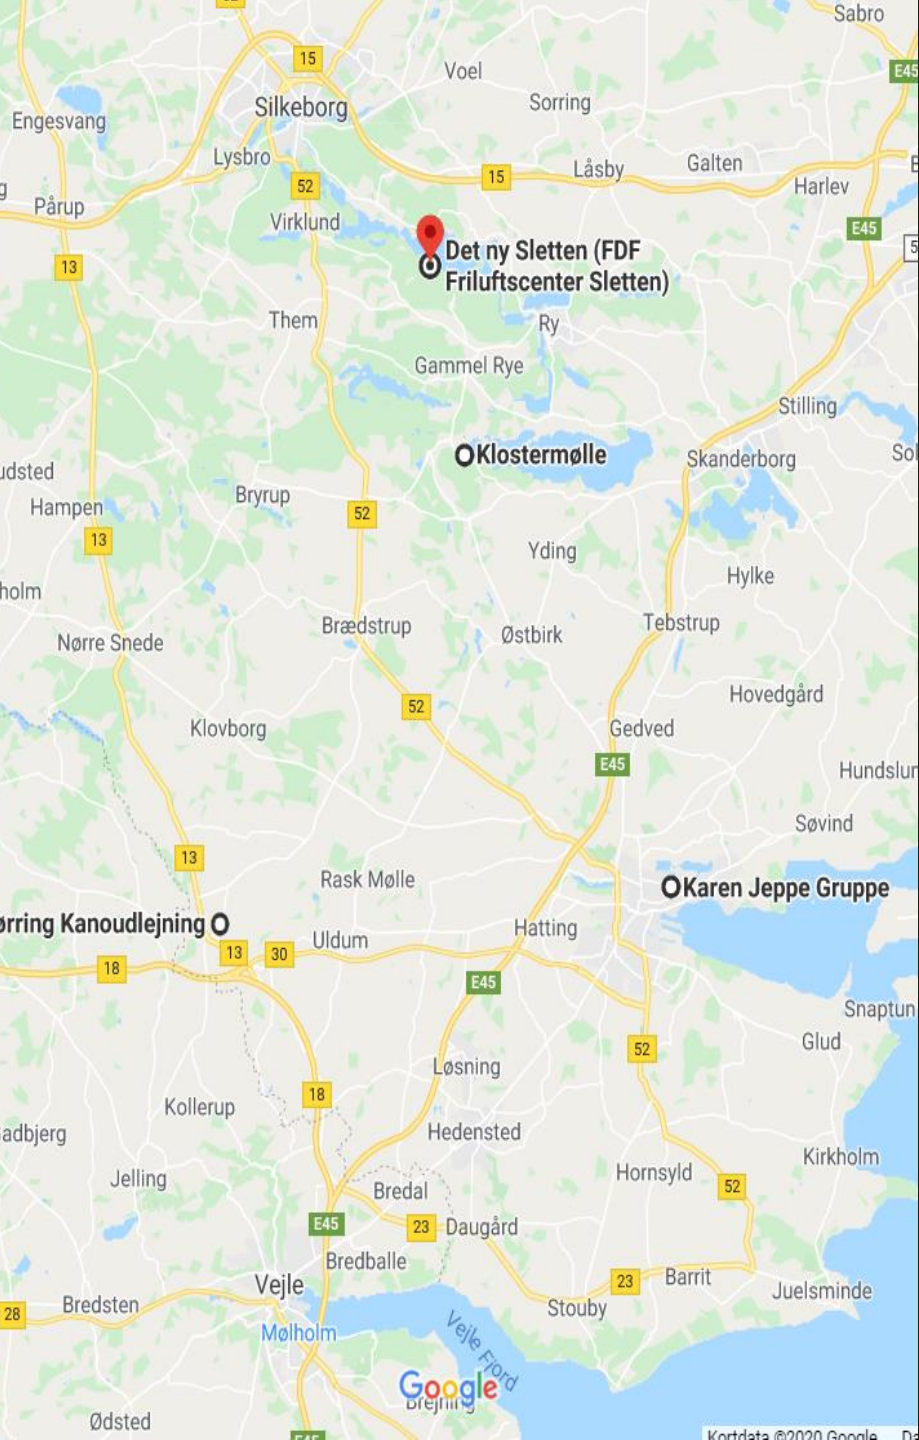 Sabro
15
E45
Voel
Silkeborg
Sorring
Engesvang
Lysbro
15
Låsby
Galten
52
Harlev
Pårup
Virklund
E45
Det ny Sletten (FDF
Friluftscenter Sletten)
13
Them
Ry
Gammel Rye
Stilling
Klostermølle
Skanderborg
udsted
Bryrup
Hampen
52
13
Yding
Hylke
holm
Brædstrup
Tebstrup
Østbirk
Nørre Snede
Hovedgård
52
Klovborg
Gedved
E45
Hundslur
Søvind
13
Rask Mølle
Karen Jeppe Gruppe
ørring Kanoudlejning
Hatting
Uldum
13
30
18
E45
Snaptun
Glud
52
Løsning
18
Kollerup
Hedensted
adbjerg
Kirkholm
Hornsyld
Jelling
52
Bredal
E45
23
Daugård
Bredballe
Barrit
Vejle
23
Juelsminde
Bredsten
Stouby
28
Mølholm
Vejle Fjord
Google
Brejning
Ødsted
E45
Kortdata ©2020 Google